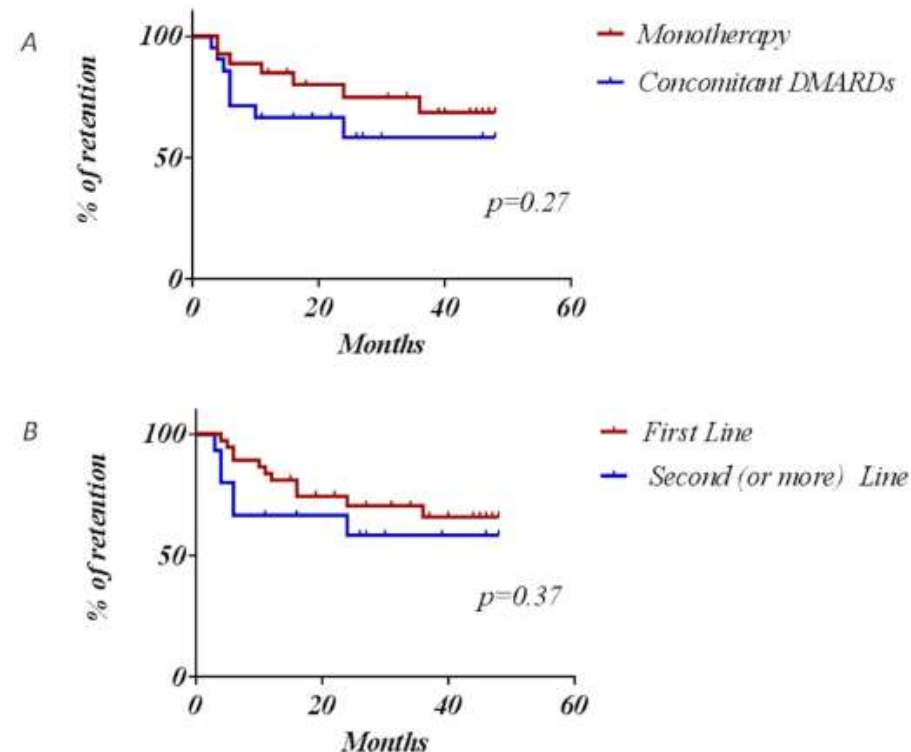 A
% of retention
100
50
0
0 20 40 60
Months
Monotherapy
Concomitant DMARDs
p=0.27
B
% of retention
100
50
0
0 20 40 60
Months
First Line
Second (or more) Line
p=0.37